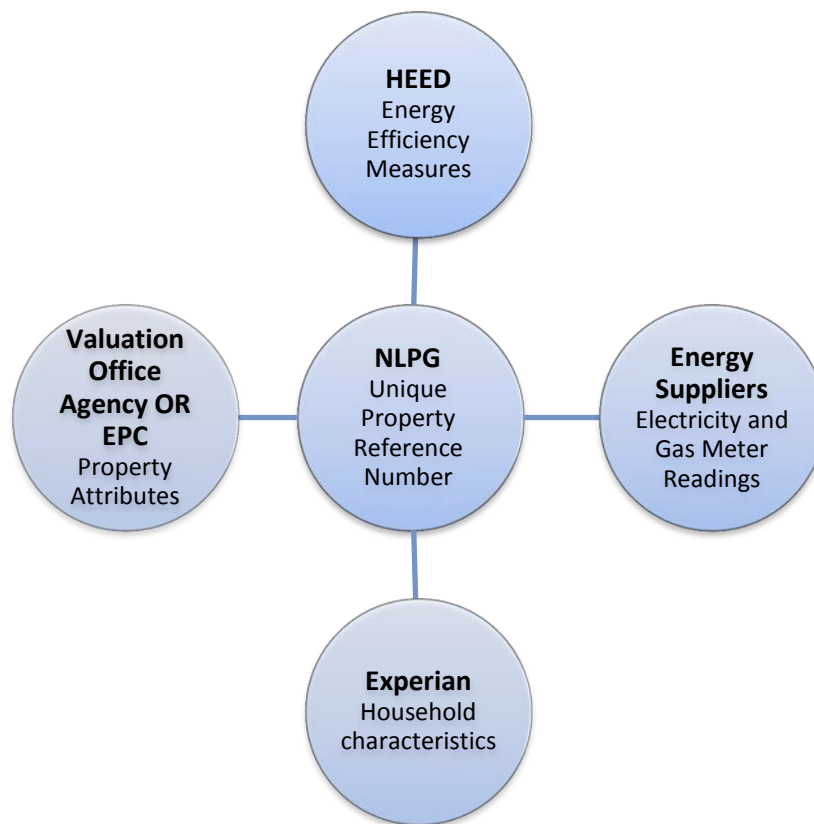 HEED
Energy
Efficiency
Measures
Valuation
Office
Agency OR
EPC
Property
Attributes
NLPG
Unique
Property
Reference
Number
Energy
Suppliers
Electricity and
Gas Meter
Readings
Experian
Household
characteristics